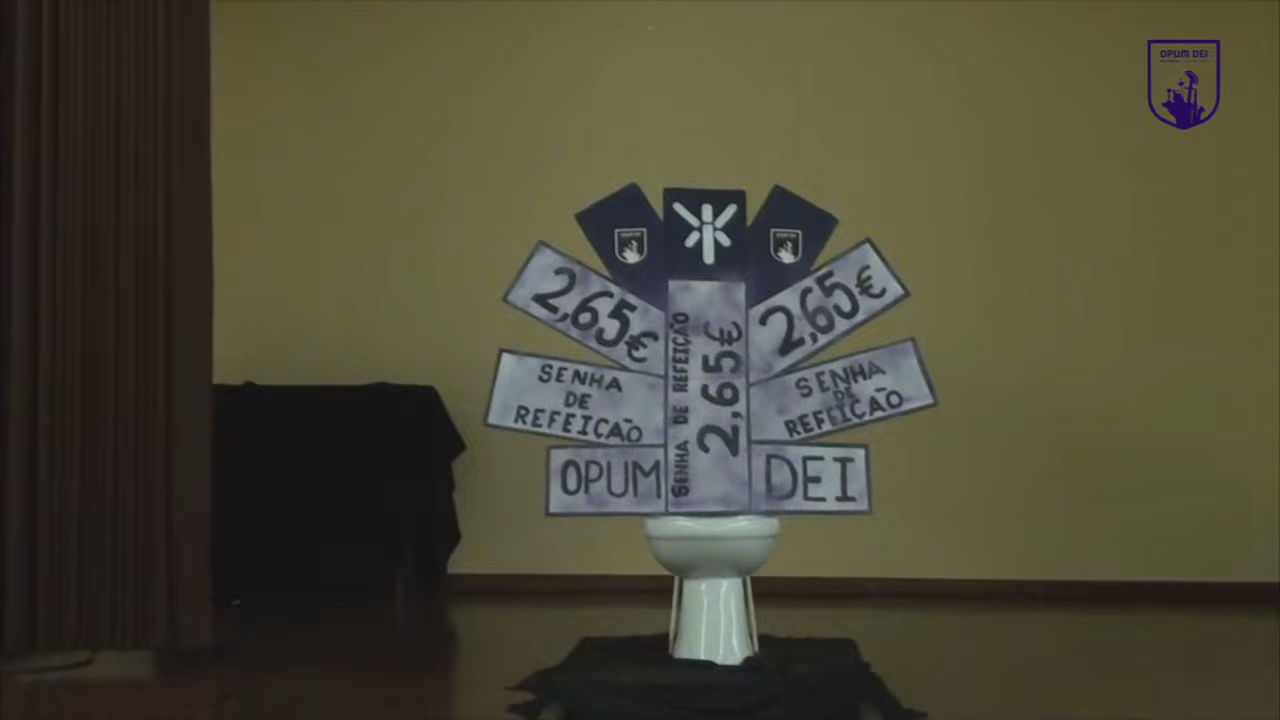 OPUM DEI
2,65€
2,65€
SENHA DE REFEIÇÃO
2,65€
SENHA
DE
REFEIÇÃO
SENHA
DE
REFEIÇÃO
OPUM
DEI